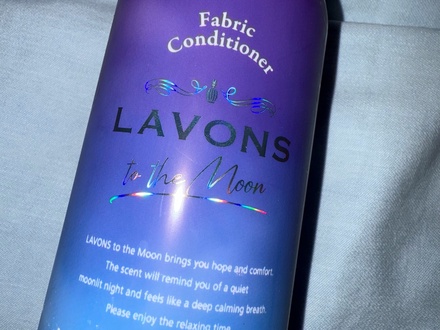 Fabric
Conditioner
LAVONS
to the Moon
LAVONS to the Moon brings you hope and comfort.
The scent will remind you of a quiet
moonlit night and feels like a deep calming breath.
Please enjoy the relaxing time